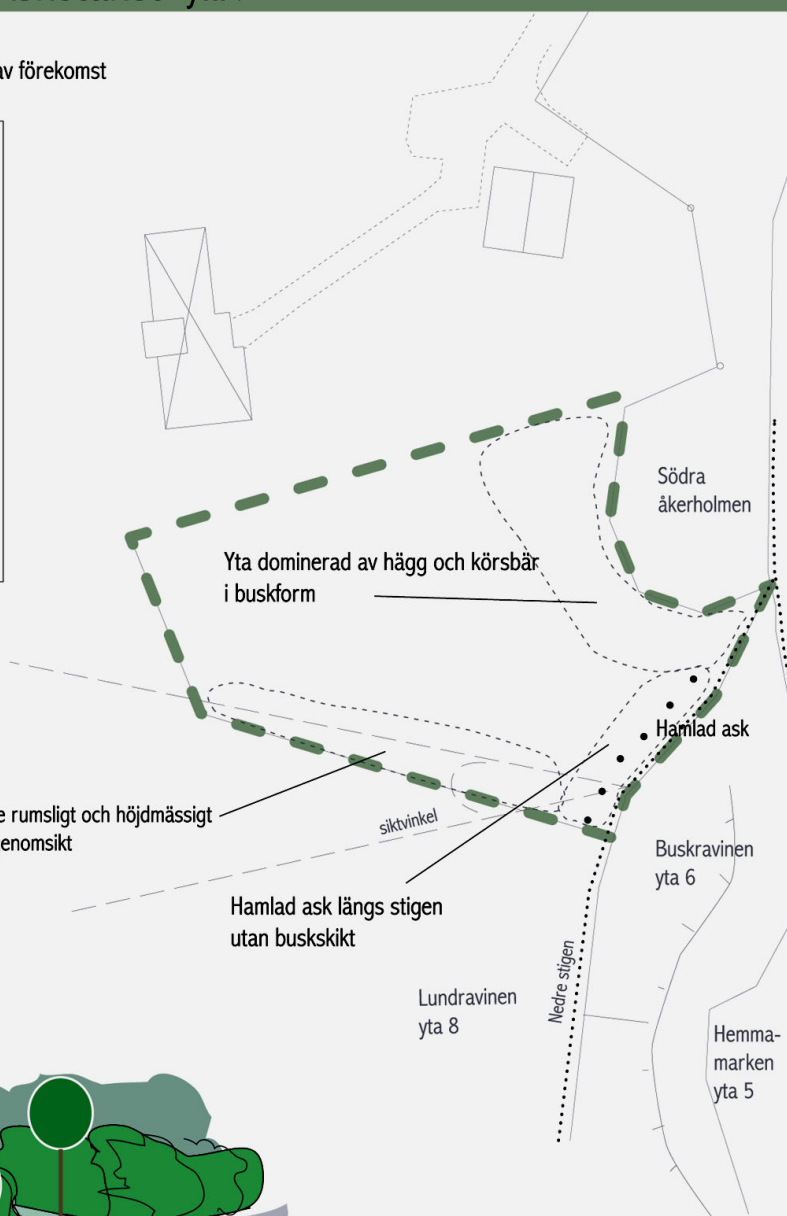 av förekomst
Södra
åkerholmen
Yta dominerad av hägg och körsbär
i buskform
Hamlad ask
e rumsligt och höjdmässigt
enomsikt
siktvinkel
Buskravinen
yta 6
Hamlad ask längs stigen
utan buskskikt
Nedre stigen
Lundravinen
yta 8
Hemma-
marken
yta 5